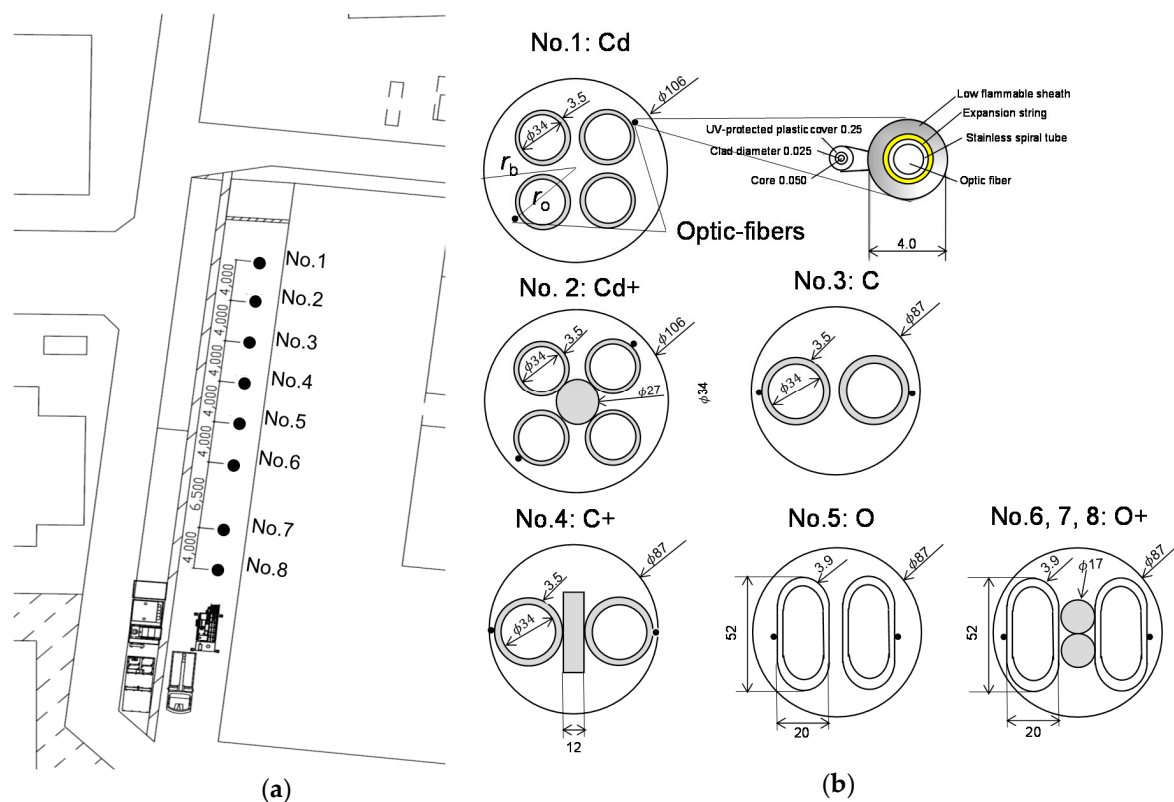 No.1
No.2
No.3
No.4
No.5
No.6
No.7
No.8
4,000
4,000
4,000
4,000
4,000
6,500
4,000
(a)
No.1: Cd
ϕ34
3.5
ϕ106
r_b
r_o
Optic-fibers
UV-protected plastic cover 0.25
Clad diameter 0.025
Core 0.050
Low flammable sheath
Expansion string
Stainless spiral tube
Optic fiber
4.0
No. 2: Cd+
ϕ34
3.5
ϕ106
ϕ27
ϕ34
No.3: C
ϕ34
3.5
ϕ87
No.4: C+
ϕ34
3.5
ϕ87
12
No.5: O
3.9
ϕ87
52
20
No.6, 7, 8: O+
3.9
ϕ17
ϕ87
52
20
(b)